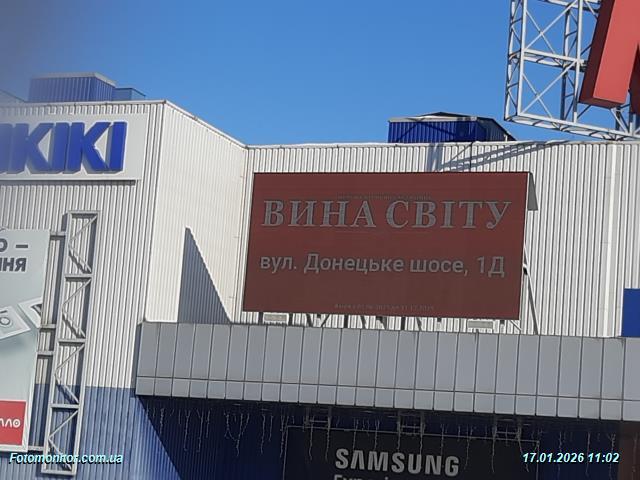 KIKI
ВИНА СВІТУ
вул. Донецьке шосе, 1Д
SAMSUNG
Fotomonitor.com.ua
17.01.2026 11:02